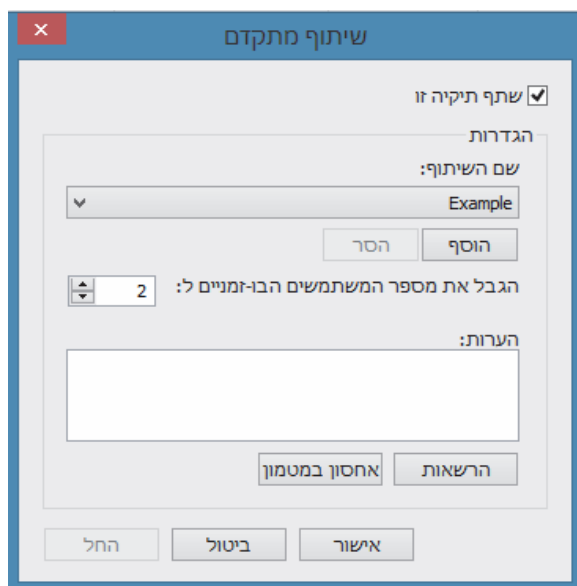 שיתוף מתקדם
שתף תיקיה זו
הגדרות
שם השיתוף:
Example
הוסף הסר
הגבל את מספר המשתמשים הבו-זמניים ל: 2
הערות:
הרשאות אחסון במטמון
אישור ביטול החל